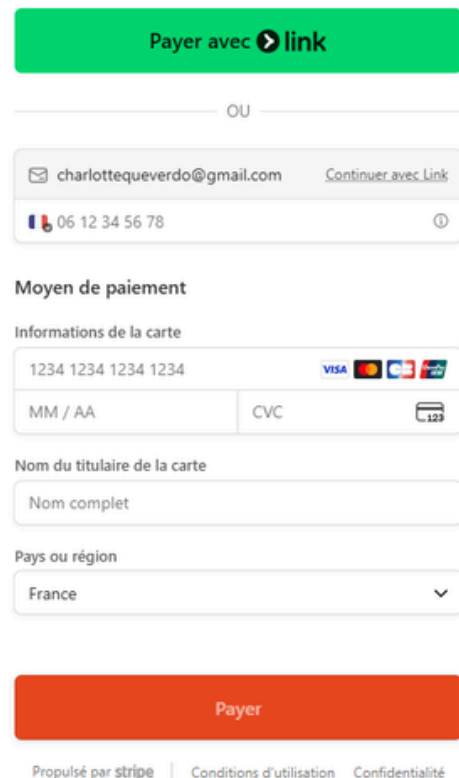 Payer avec link
OU
charlottequeverdo@gmail.com Continuer avec Link
06 12 34 56 78
Moyen de paiement
Informations de la carte
1234 1234 1234 1234 VISA
MM / AA CVC 123
Nom du titulaire de la carte
Nom complet
Pays ou région
France
Payer
Propulsé par stripe Conditions d'utilisation Confidentialité